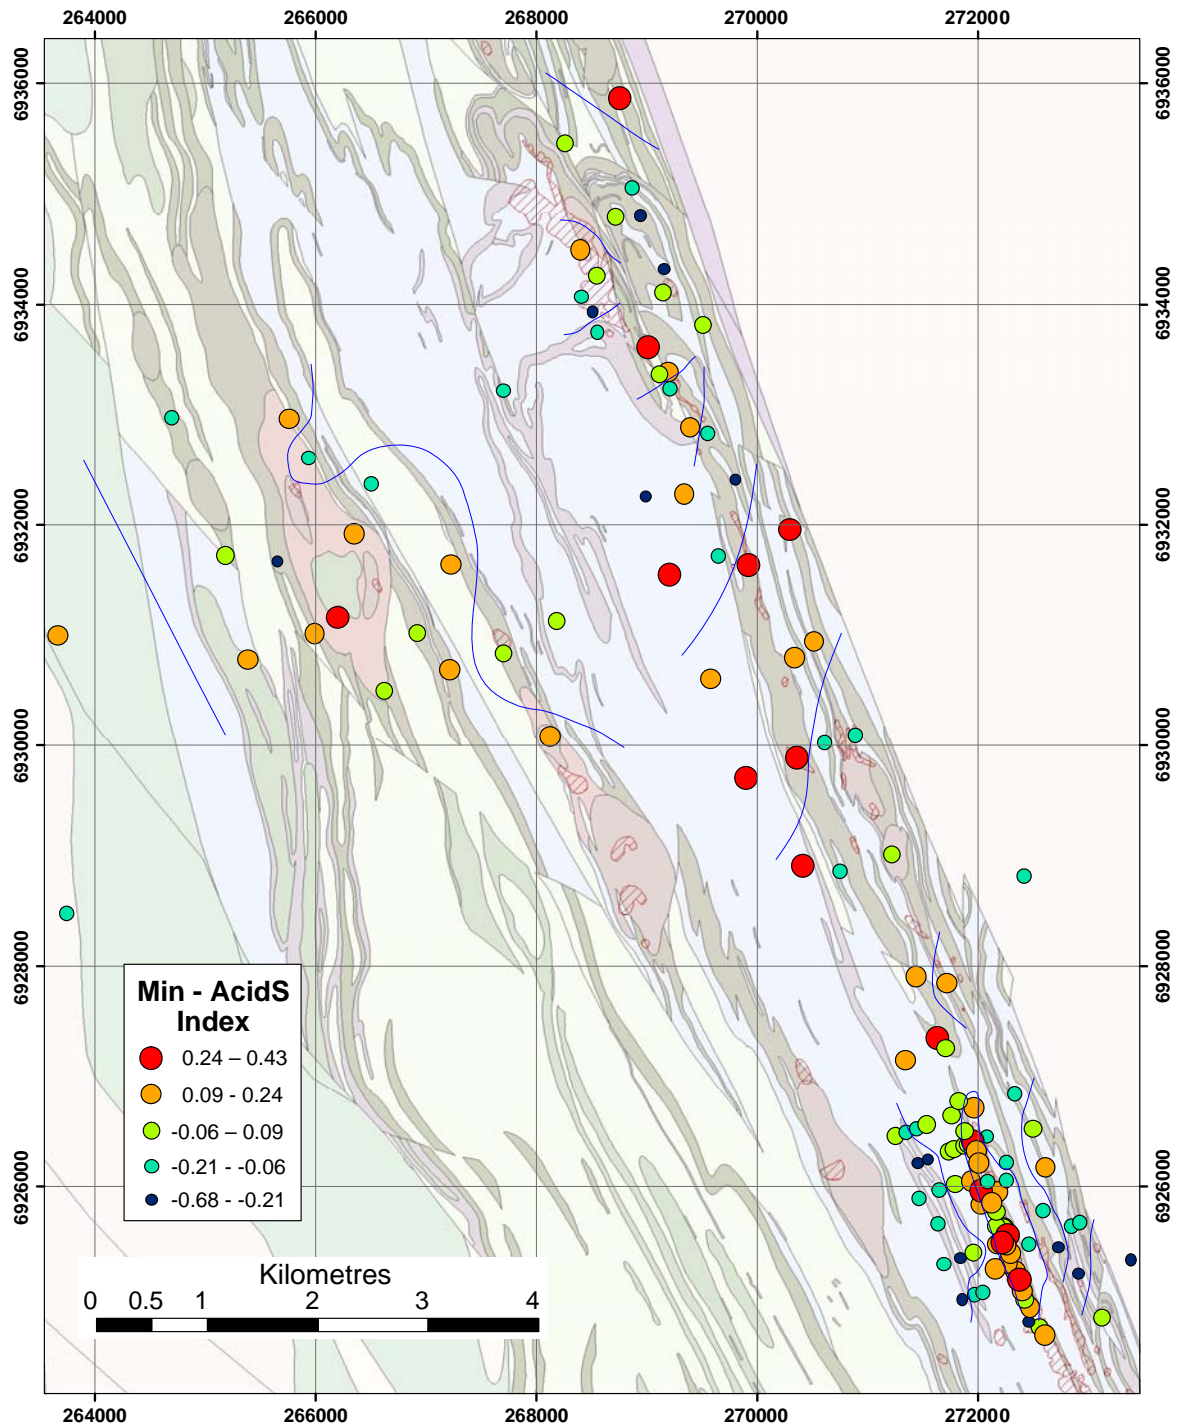 264000 266000 268000 270000 272000
6936000 6936000
6934000 6934000
6932000 6932000
6930000 6930000
6928000 6928000
6926000 6926000
Min - AcidS
Index
0.24 – 0.43
0.09 - 0.24
-0.06 – 0.09
-0.21 - -0.06
-0.68 - -0.21
Kilometres
0 0.5 1 2 3 4
264000 266000 268000 270000 272000